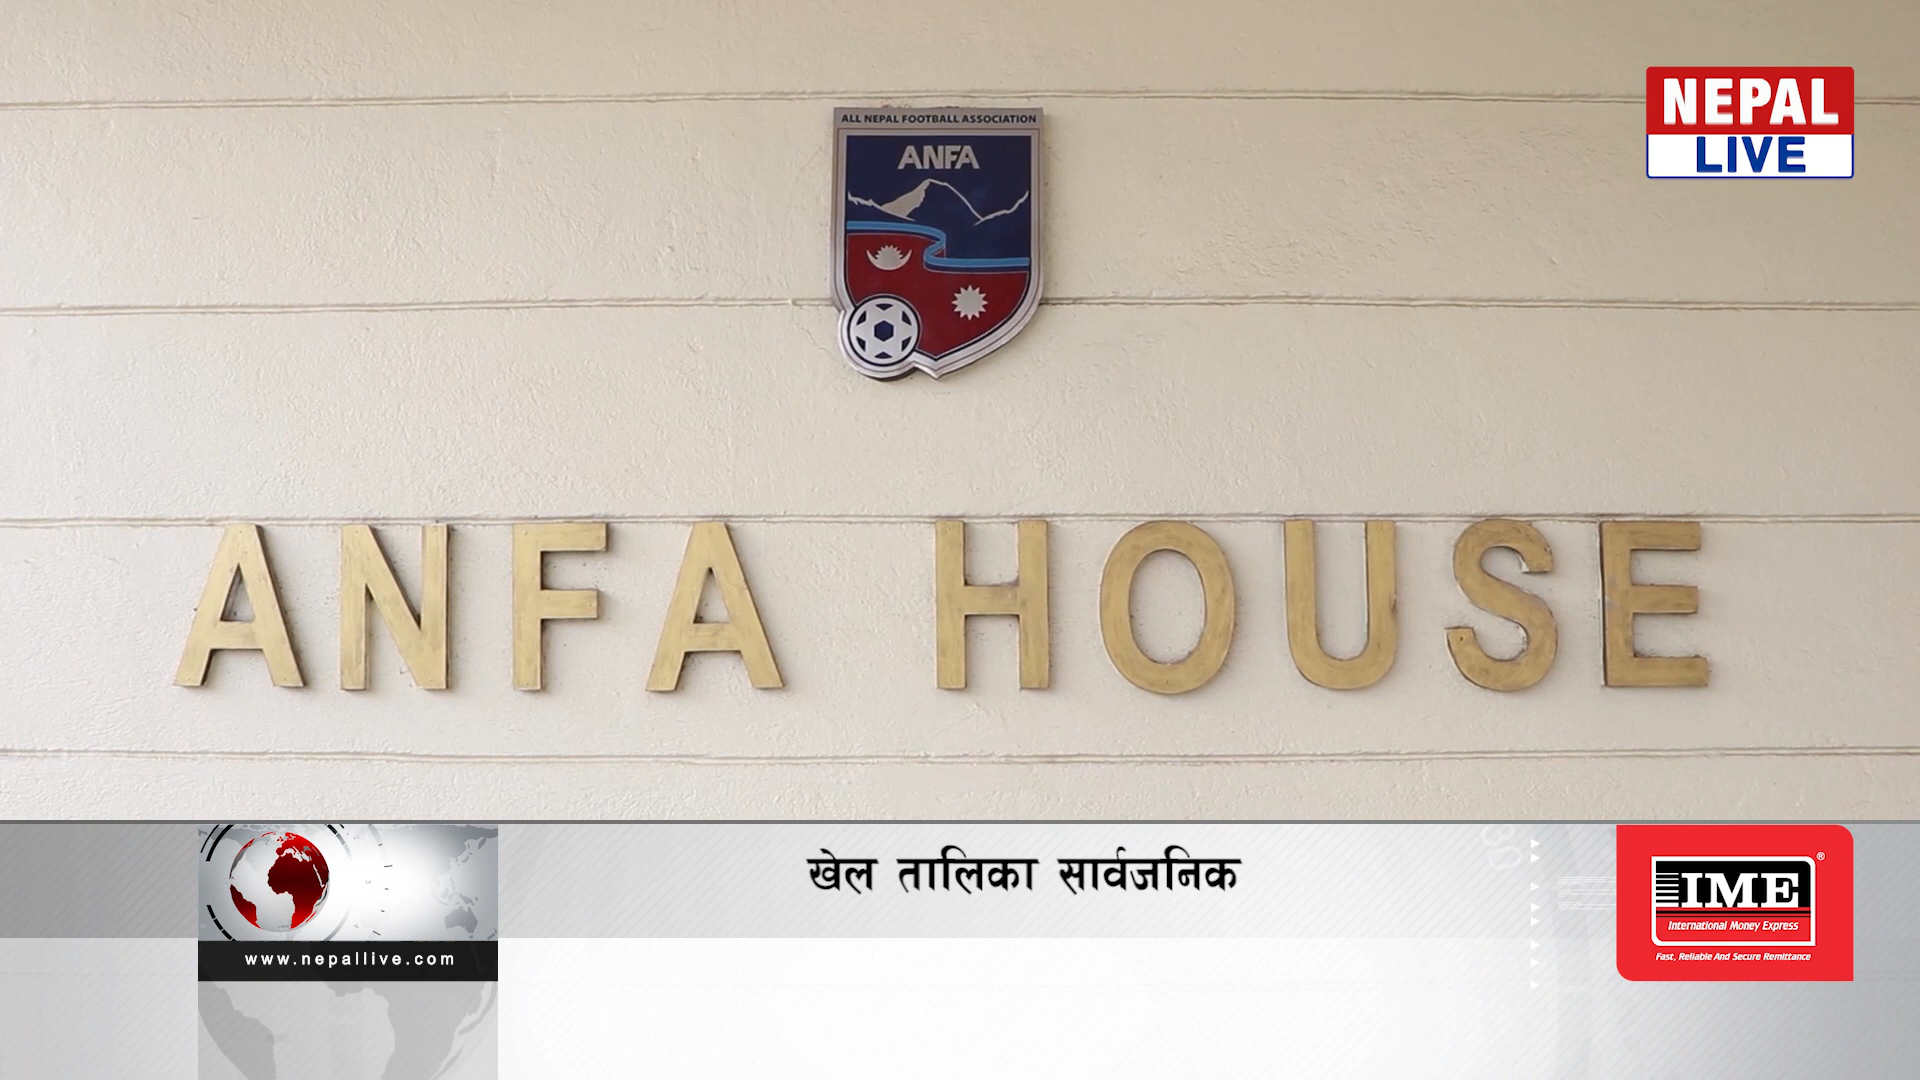 NEPAL
LIVE
ALL NEPAL FOOTBALL ASSOCIATION
ANFA
ANFA HOUSE
खेल तालिका सार्वजनिक
www.nepallive.com
IME®
International Money Express
Fast, Reliable And Secure Remittance